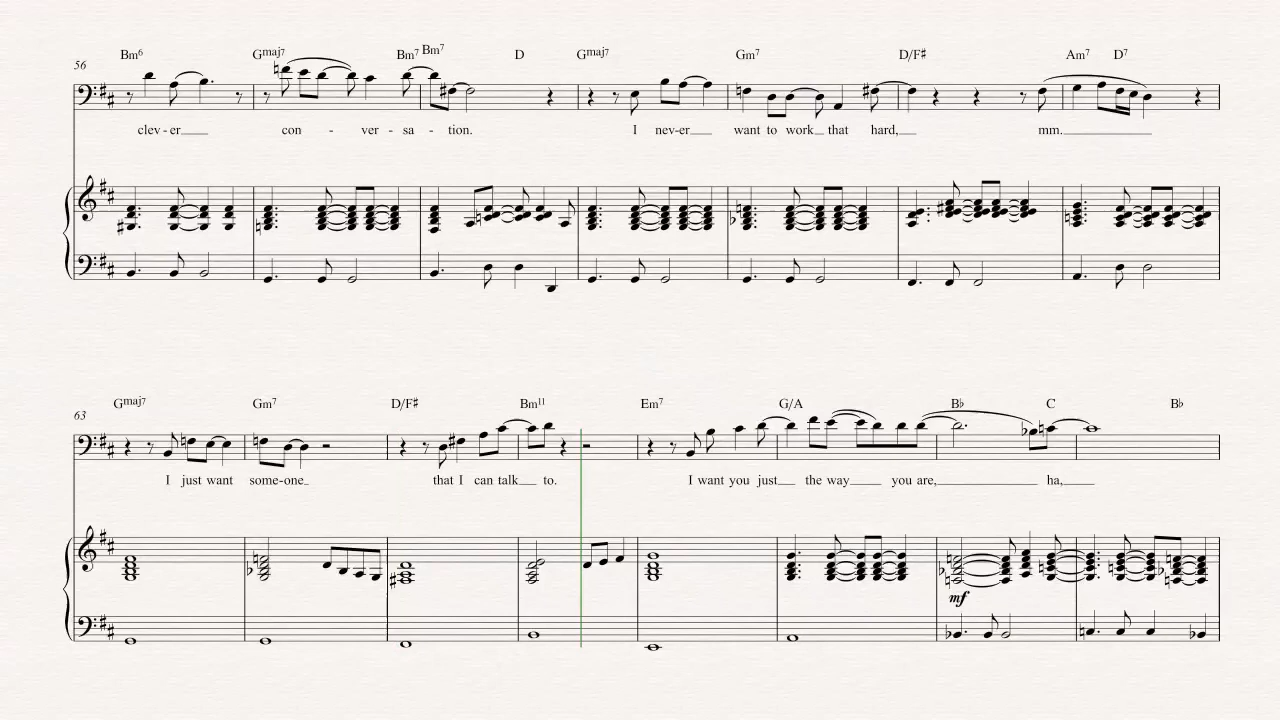 Bm6 Gmaj7 Bm7 Bm7 D Gmaj7 Gm7 D/F♯ Am7 D7
56
clev-er con - ver - sa - tion. I nev-er want to work that hard, mm.
Gmaj7 Gm7 D/F♯ Bm11 Em7 G/A B♭ C B♭
63
I just want some-one that I can talk to. I want you just the way you are, ha,
mf